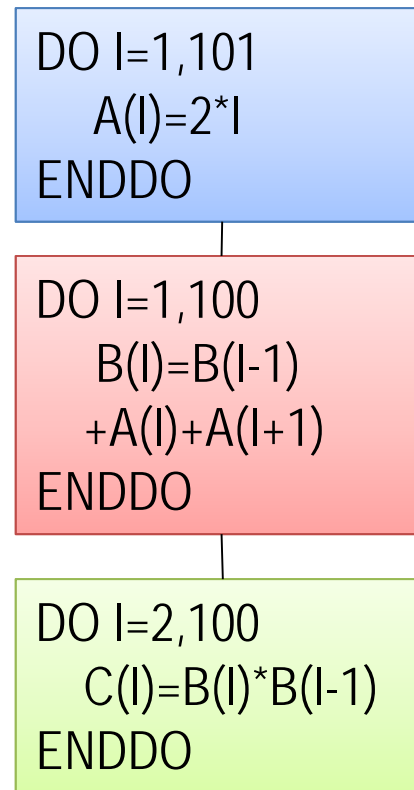 DO I=1,101
A(I)=2*I
ENDDO
DO I=1,100
B(I)=B(I-1)
+A(I)+A(I+1)
ENDDO
DO I=2,100
C(I)=B(I)*B(I-1)
ENDDO